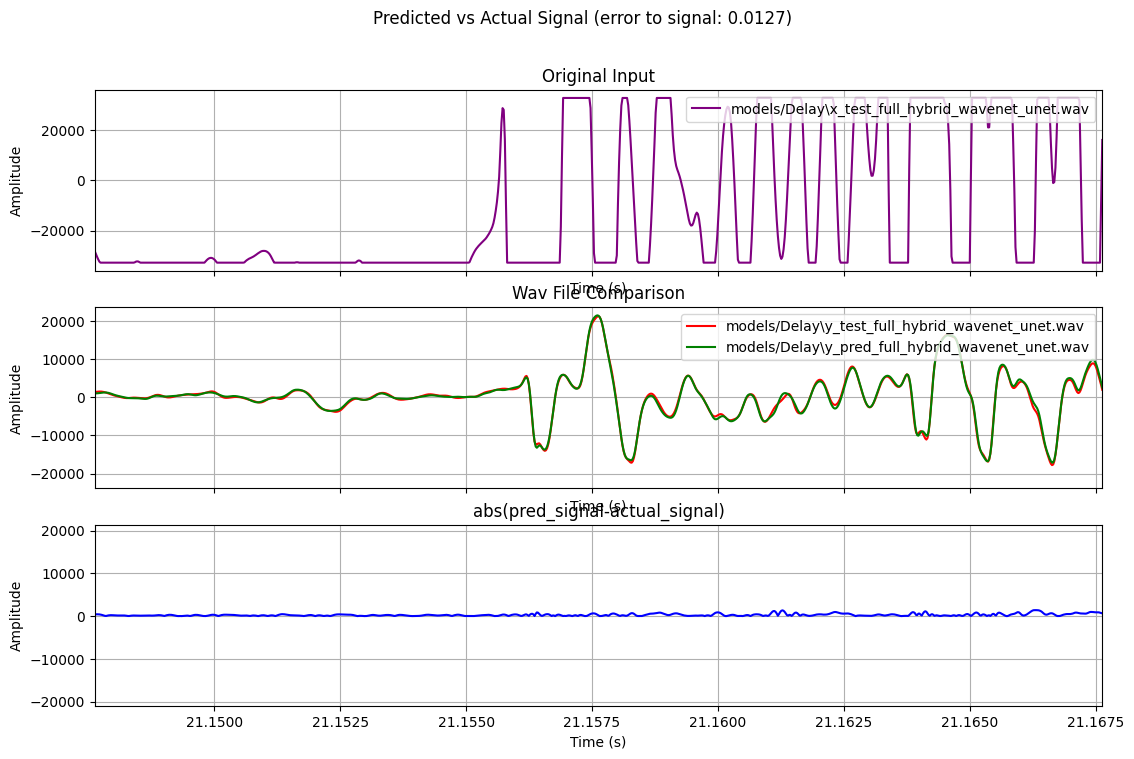 Predicted vs Actual Signal (error to signal: 0.0127)
Original Input
models/Delay\x_test_full_hybrid_wavenet_unet.wav
20000
0
−20000
Amplitude
Time (s)
Wav File Comparison
models/Delay\y_test_full_hybrid_wavenet_unet.wav
models/Delay\y_pred_full_hybrid_wavenet_unet.wav
20000
10000
0
−10000
−20000
Amplitude
Time (s)
abs(pred_signal-actual_signal)
20000
10000
0
−10000
−20000
Amplitude
21.1500 21.1525 21.1550 21.1575 21.1600 21.1625 21.1650 21.1675
Time (s)